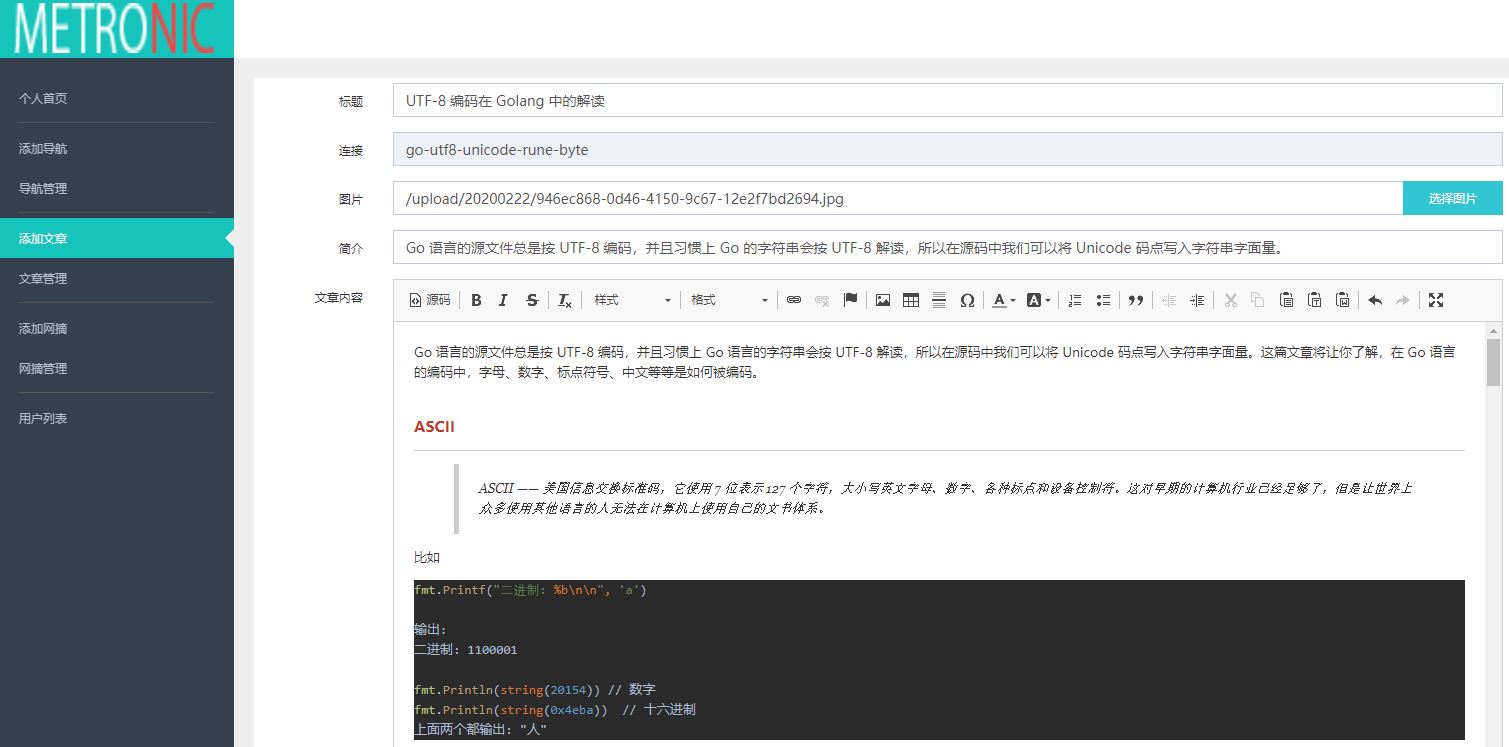 METRONIC
个人首页
添加导航
导航管理
添加文章
文章管理
添加网摘
网摘管理
用户列表
标题
UTF-8 编码在 Golang 中的解读
连接
go-utf8-unicode-rune-byte
图片
/upload/20200222/946ec868-0d46-4150-9c67-12e2f7bd2694.jpg
选择图片
简介
Go 语言的源文件总是按 UTF-8 编码，并且习惯上 Go 的字符串会按 UTF-8 解读，所以在源码中我们可以将 Unicode 码点写入字符串字面量。
文章内容
源码 B I S Tx 样式 格式 Ω A A
Go 语言的源文件总是按 UTF-8 编码，并且习惯上 Go 语言的字符串会按 UTF-8 解读，所以在源码中我们可以将 Unicode 码点写入字符串字面量。这篇文章将让你了解，在 Go 语言
的编码中，字母、数字、标点符号、中文等等是如何被编码。
ASCII
ASCII —— 美国信息交换标准码，它使用 7 位表示 127 个字符，大小写英文字母、数字、各种标点和设备控制符。这对早期的计算机行业已经足够了，但是让世界上
众多使用其他语言的人无法在计算机上使用自己的文书体系。
比如
fmt.Printf("二进制: %b\n\n", 'a')
输出:
二进制: 1100001
fmt.Println(string(20154)) // 数字
fmt.Println(string(0x4eba))  // 十六进制
上面两个都输出: "人"